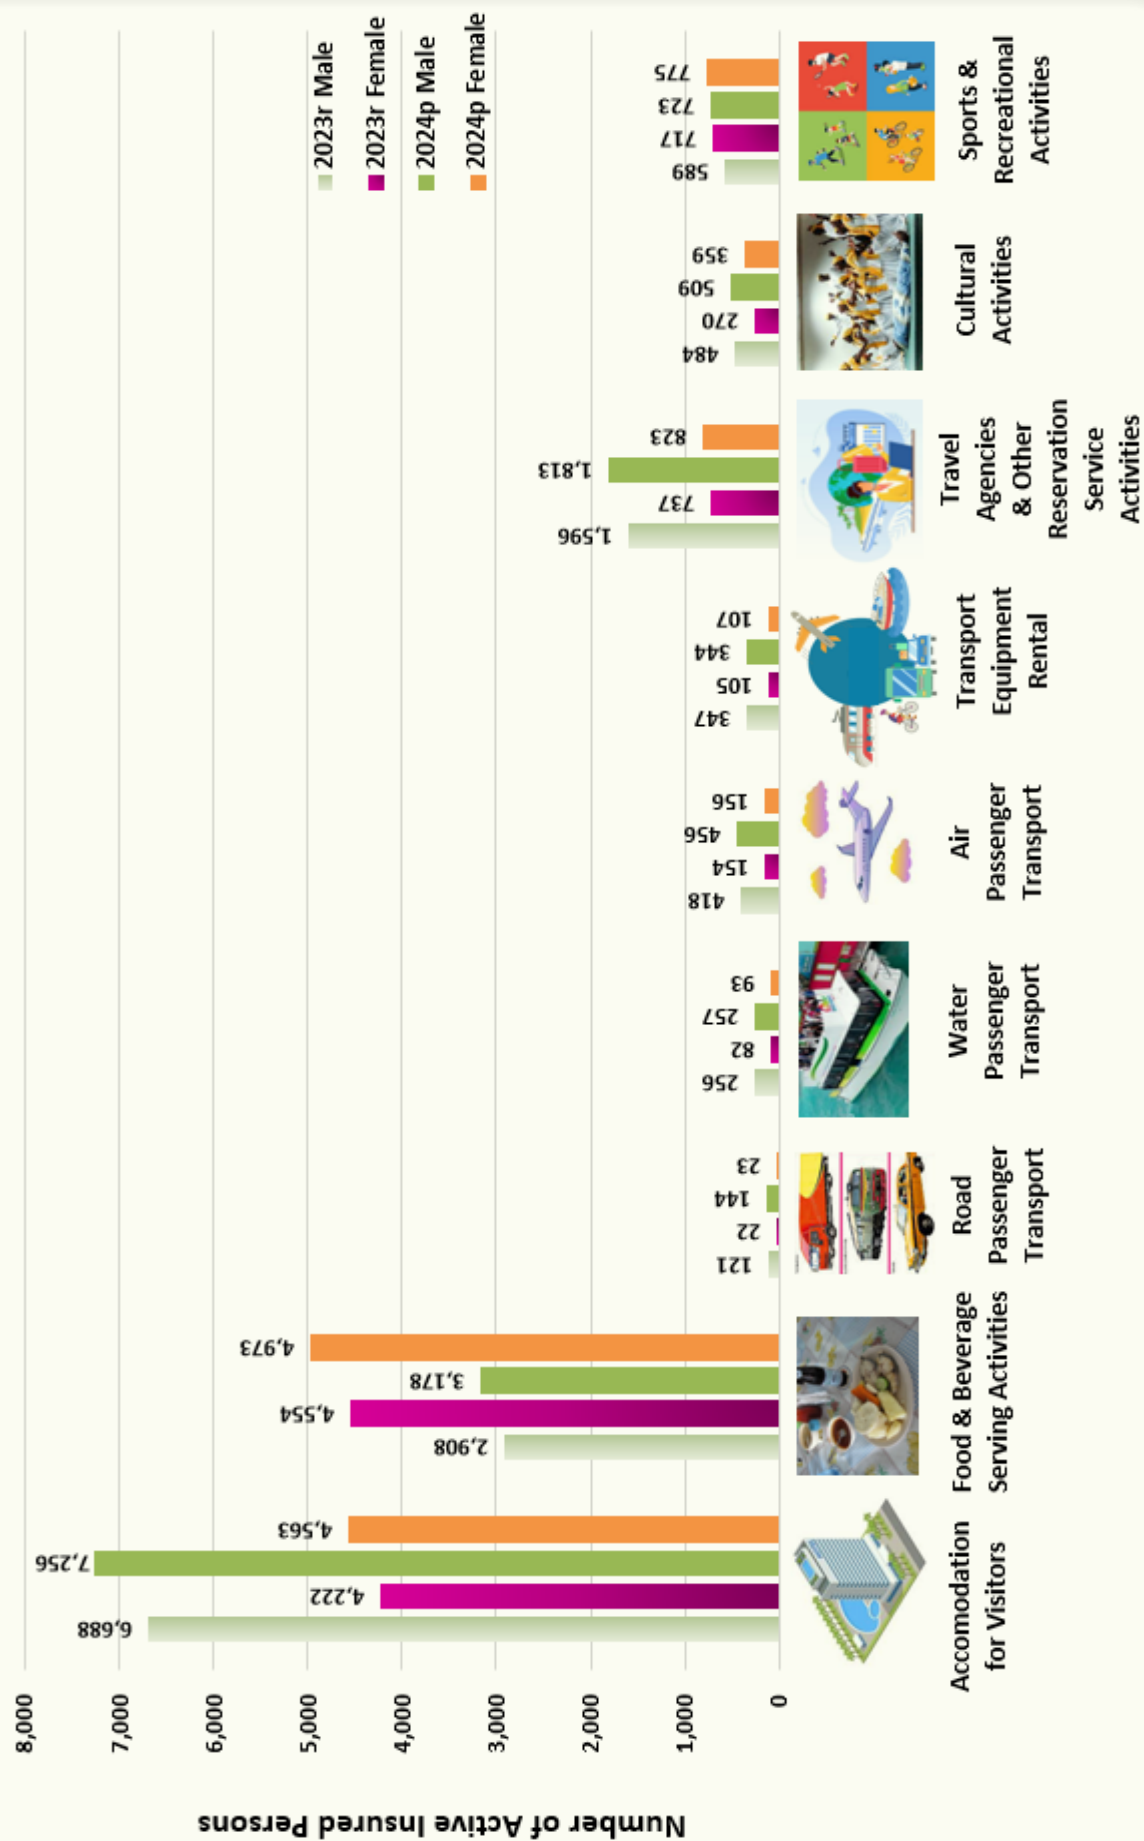 Number of Active Insured Persons
8,000
7,000
6,000
5,000
4,000
3,000
2,000
1,000
0
2023r Male
2023r Female
2024p Male
2024p Female
6,688
4,222
7,256
4,563
2,908
4,554
3,178
4,973
121
22
144
23
256
82
257
93
418
154
456
156
347
105
344
107
1,596
737
1,813
823
484
270
509
359
589
717
723
775
Accomodation
for Visitors
Food & Beverage
Serving Activities
Road
Passenger
Transport
Water
Passenger
Transport
Air
Passenger
Transport
Transport
Equipment
Rental
Travel
Agencies
& Other
Reservation
Service
Activities
Cultural
Activities
Sports &
Recreational
Activities